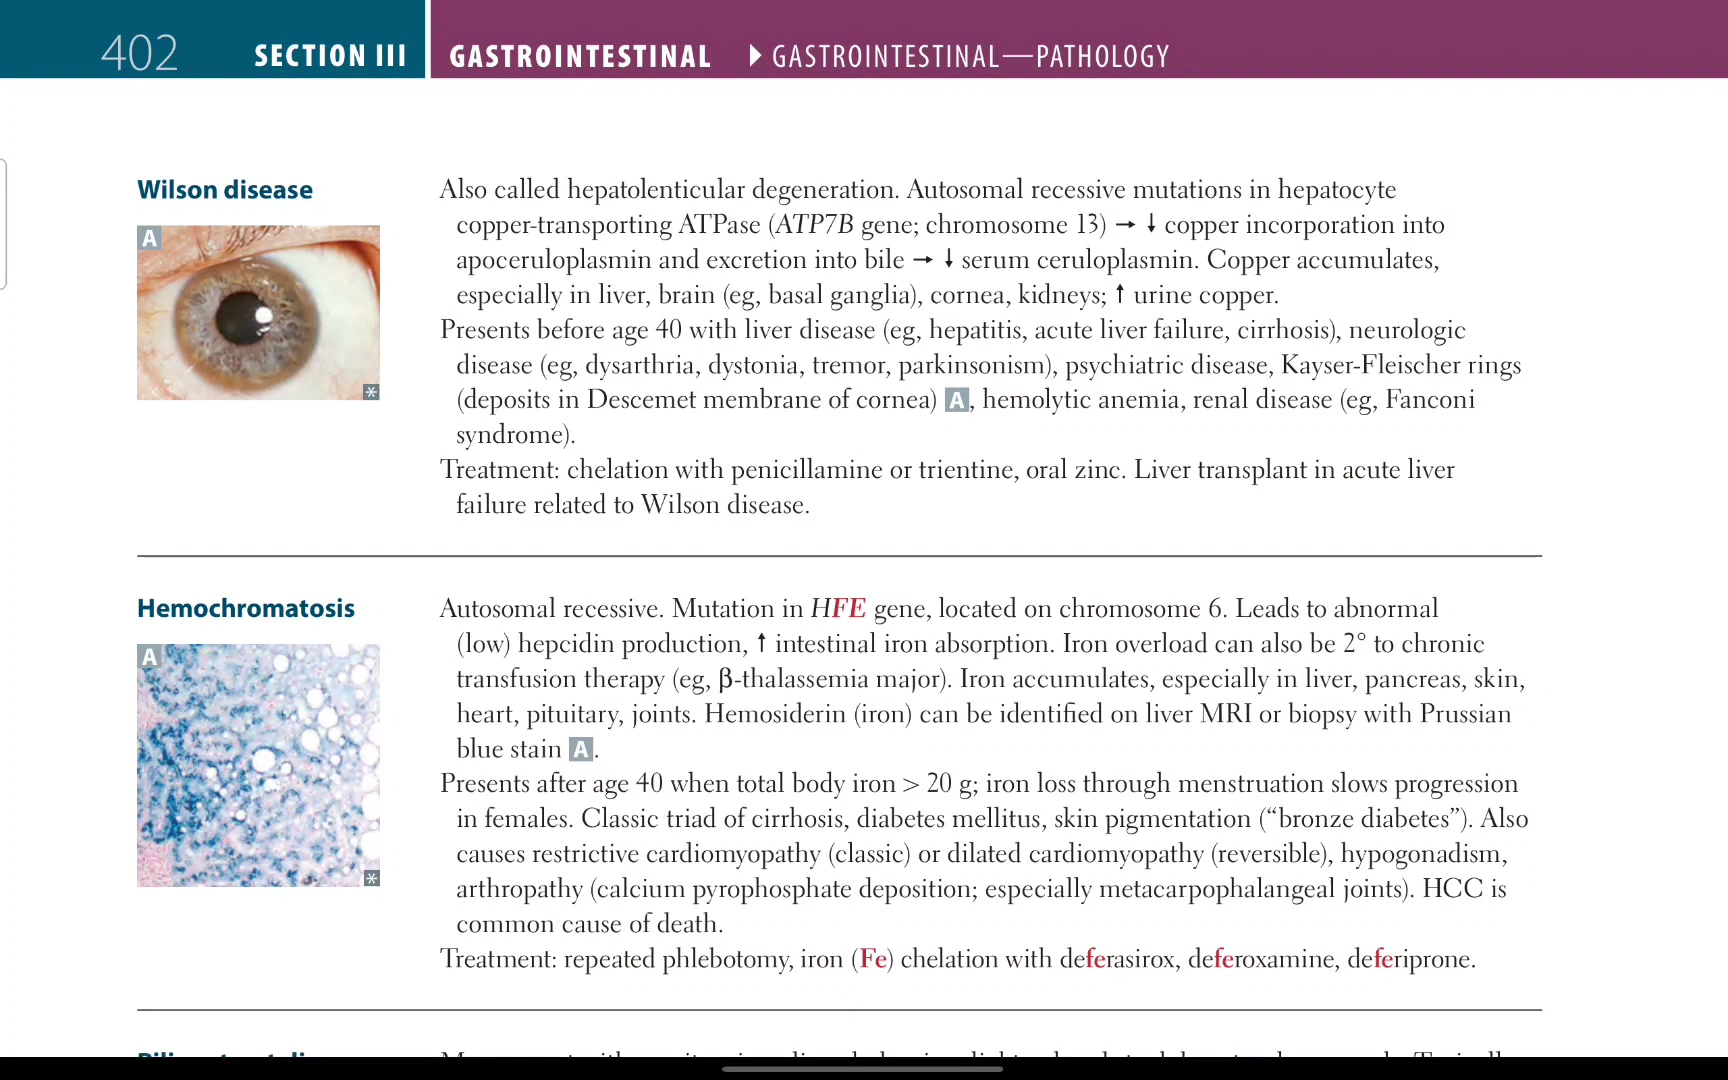 402 SECTION III GASTROINTESTINAL ▶ GASTROINTESTINAL—PATHOLOGY
Wilson disease
A
*
Also called hepatolenticular degeneration. Autosomal recessive mutations in hepatocyte
copper-transporting ATPase (ATP7B gene; chromosome 13) → ↓ copper incorporation into
apoceruloplasmin and excretion into bile → ↓ serum ceruloplasmin. Copper accumulates,
especially in liver, brain (eg, basal ganglia), cornea, kidneys; ↑ urine copper.
Presents before age 40 with liver disease (eg, hepatitis, acute liver failure, cirrhosis), neurologic
disease (eg, dysarthria, dystonia, tremor, parkinsonism), psychiatric disease, Kayser-Fleischer rings
(deposits in Descemet membrane of cornea) A, hemolytic anemia, renal disease (eg, Fanconi
syndrome).
Treatment: chelation with penicillamine or trientine, oral zinc. Liver transplant in acute liver
failure related to Wilson disease.
Hemochromatosis
A
*
Autosomal recessive. Mutation in HFE gene, located on chromosome 6. Leads to abnormal
(low) hepcidin production, ↑ intestinal iron absorption. Iron overload can also be 2° to chronic
transfusion therapy (eg, β-thalassemia major). Iron accumulates, especially in liver, pancreas, skin,
heart, pituitary, joints. Hemosiderin (iron) can be identified on liver MRI or biopsy with Prussian
blue stain A.
Presents after age 40 when total body iron > 20 g; iron loss through menstruation slows progression
in females. Classic triad of cirrhosis, diabetes mellitus, skin pigmentation (“bronze diabetes”). Also
causes restrictive cardiomyopathy (classic) or dilated cardiomyopathy (reversible), hypogonadism,
arthropathy (calcium pyrophosphate deposition; especially metacarpophalangeal joints). HCC is
common cause of death.
Treatment: repeated phlebotomy, iron (Fe) chelation with deferasirox, deferoxamine, deferiprone.